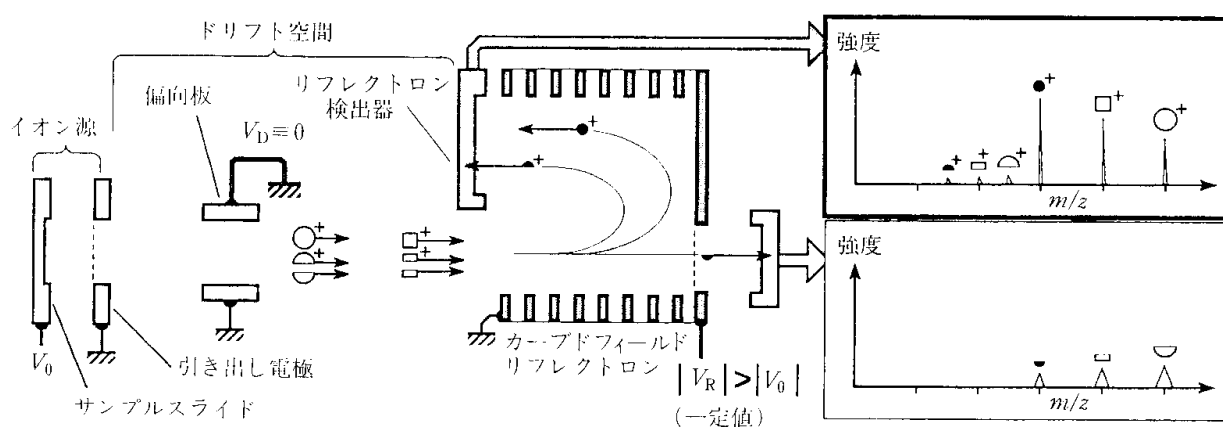 ドリフト空間
リフレクトロン
検出器
偏向板
V_D≡0
イオン源
V_0
引き出し電極
サンプルスライド
カーブドフィールド
リフレクトロン
|V_R|>|V_0|
(一定値)
強度
m/z
強度
m/z